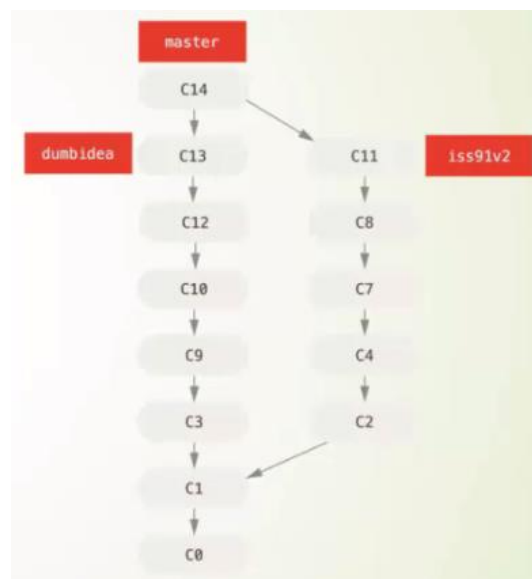 master
C14
dumbidea
C13
C11
iss91v2
C12
C8
C10
C7
C9
C4
C3
C2
C1
C0